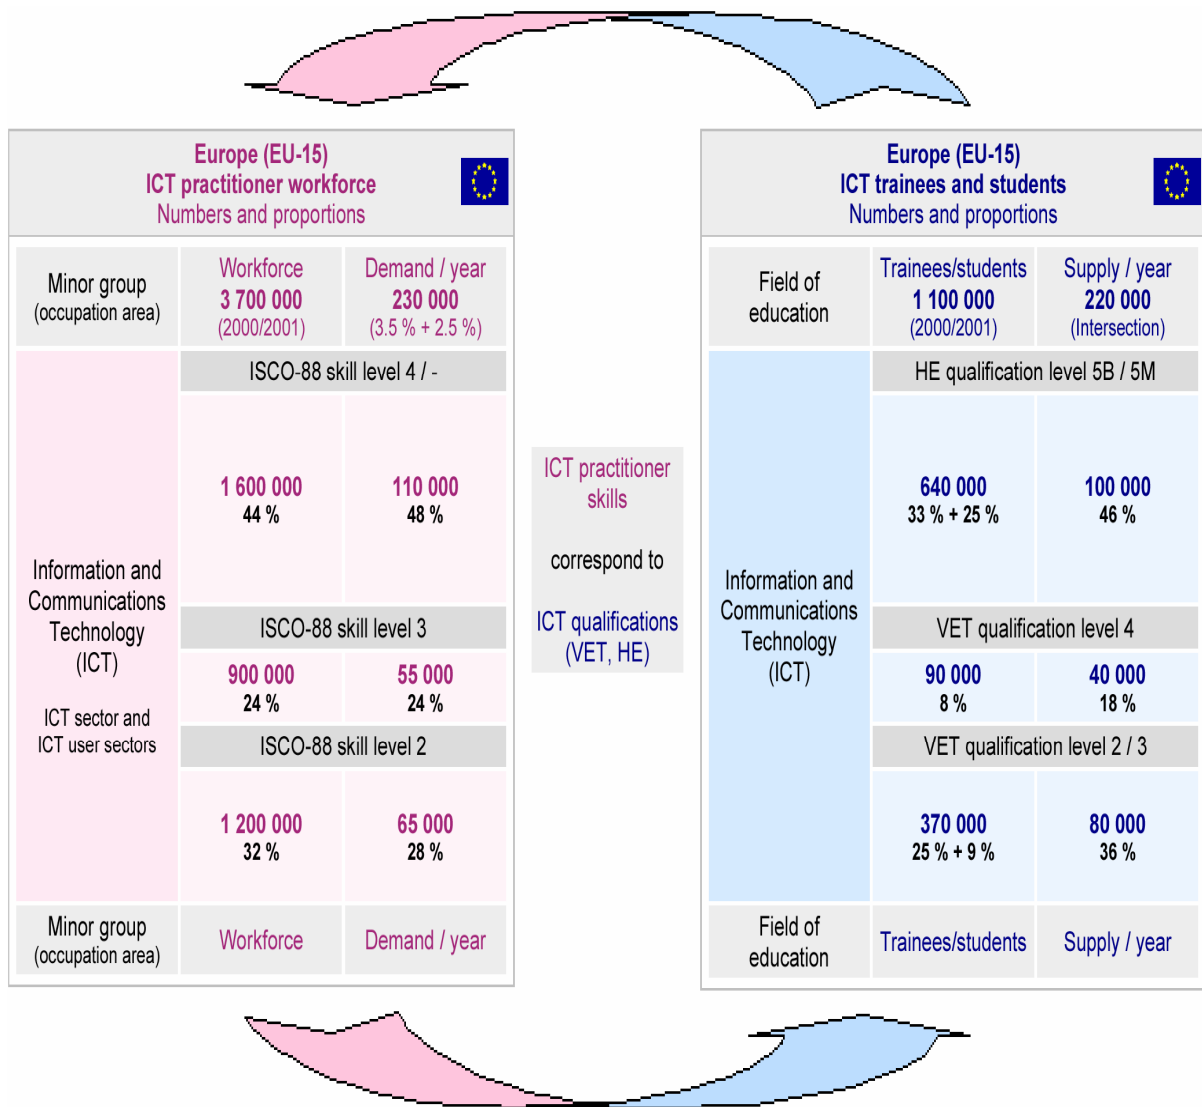 Europe (EU-15)
ICT practitioner workforce
Numbers and proportions
Minor group
(occupation area)
Workforce
3 700 000
(2000/2001)
Demand / year
230 000
(3.5 % + 2.5 %)
Information and
Communications
Technology
(ICT)
ICT sector and
ICT user sectors
ISCO-88 skill level 4 / -
1 600 000
44 %
110 000
48 %
ISCO-88 skill level 3
900 000
24 %
55 000
24 %
ISCO-88 skill level 2
1 200 000
32 %
65 000
28 %
Minor group
(occupation area)
Workforce
Demand / year
ICT practitioner
skills
correspond to
ICT qualifications
(VET, HE)
Europe (EU-15)
ICT trainees and students
Numbers and proportions
Field of
education
Trainees/students
1 100 000
(2000/2001)
Supply / year
220 000
(Intersection)
Information and
Communications
Technology
(ICT)
HE qualification level 5B / 5M
640 000
33 % + 25 %
100 000
46 %
VET qualification level 4
90 000
8 %
40 000
18 %
VET qualification level 2 / 3
370 000
25 % + 9 %
80 000
36 %
Field of
education
Trainees/students
Supply / year